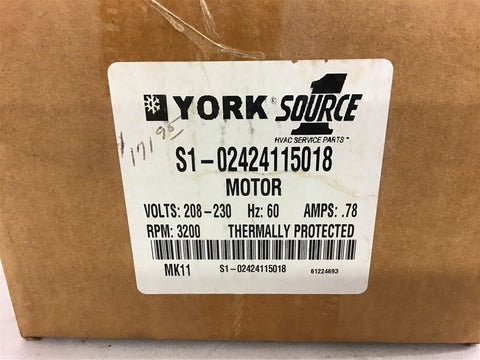 YORK® SOURCE 1
HVAC SERVICE PARTS™
17195
S1-02424115018
MOTOR
VOLTS: 208-230 Hz: 60 AMPS: .78
RPM: 3200 THERMALLY PROTECTED
MK11 S1-02424115018 61224693